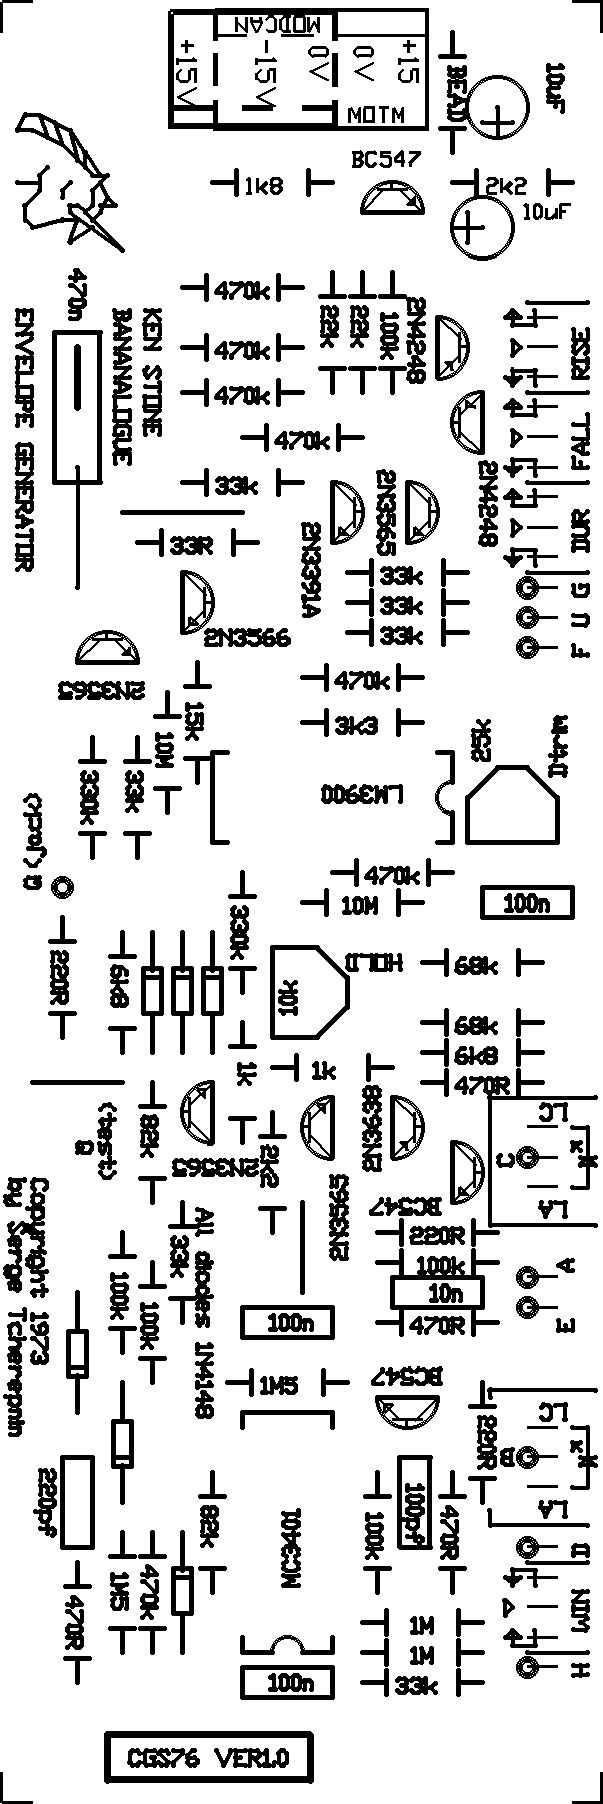 MODCAN
+15V
-15V
0V
0V
+15
MOTM
BEAD
10uF
BC547
1k8
2k2
10uF
470n
470k
22k
22k
100k
2N4248
ENVELOPE GENERATOR
BANANALOGUE
KEN STONE
470k
470k
RISE
470k
FALL
33k
2N4248
2N3565
2N3391A
DUR
33R
33k
33k
33k
G
U
F
2N3566
2N3565
470k
15k
10M
3k3
25k
Dtrim
330k
33k
LM3900
G (xpaj)
470k
10M
100n
330k
220R
6k8
HOLD
10k
68k
68k
6k8
470R
1k
1k
82k
(test)
G
2N3565
2k2
2N3565
2N3638
BC547
LC
C
LA
Copyright 1973
by Serge Tcherepnin
All diodes 1N4148
33k
220R
100k
10n
470R
A
E
100k
100k
100n
1M5
BC547
220R
LC
B
LA
220pf
82k
MC3401
100k
100pf
470R
D
MIN
H
470R
1M5
470k
1M
1M
33k
100n
CGS76 VER1.0